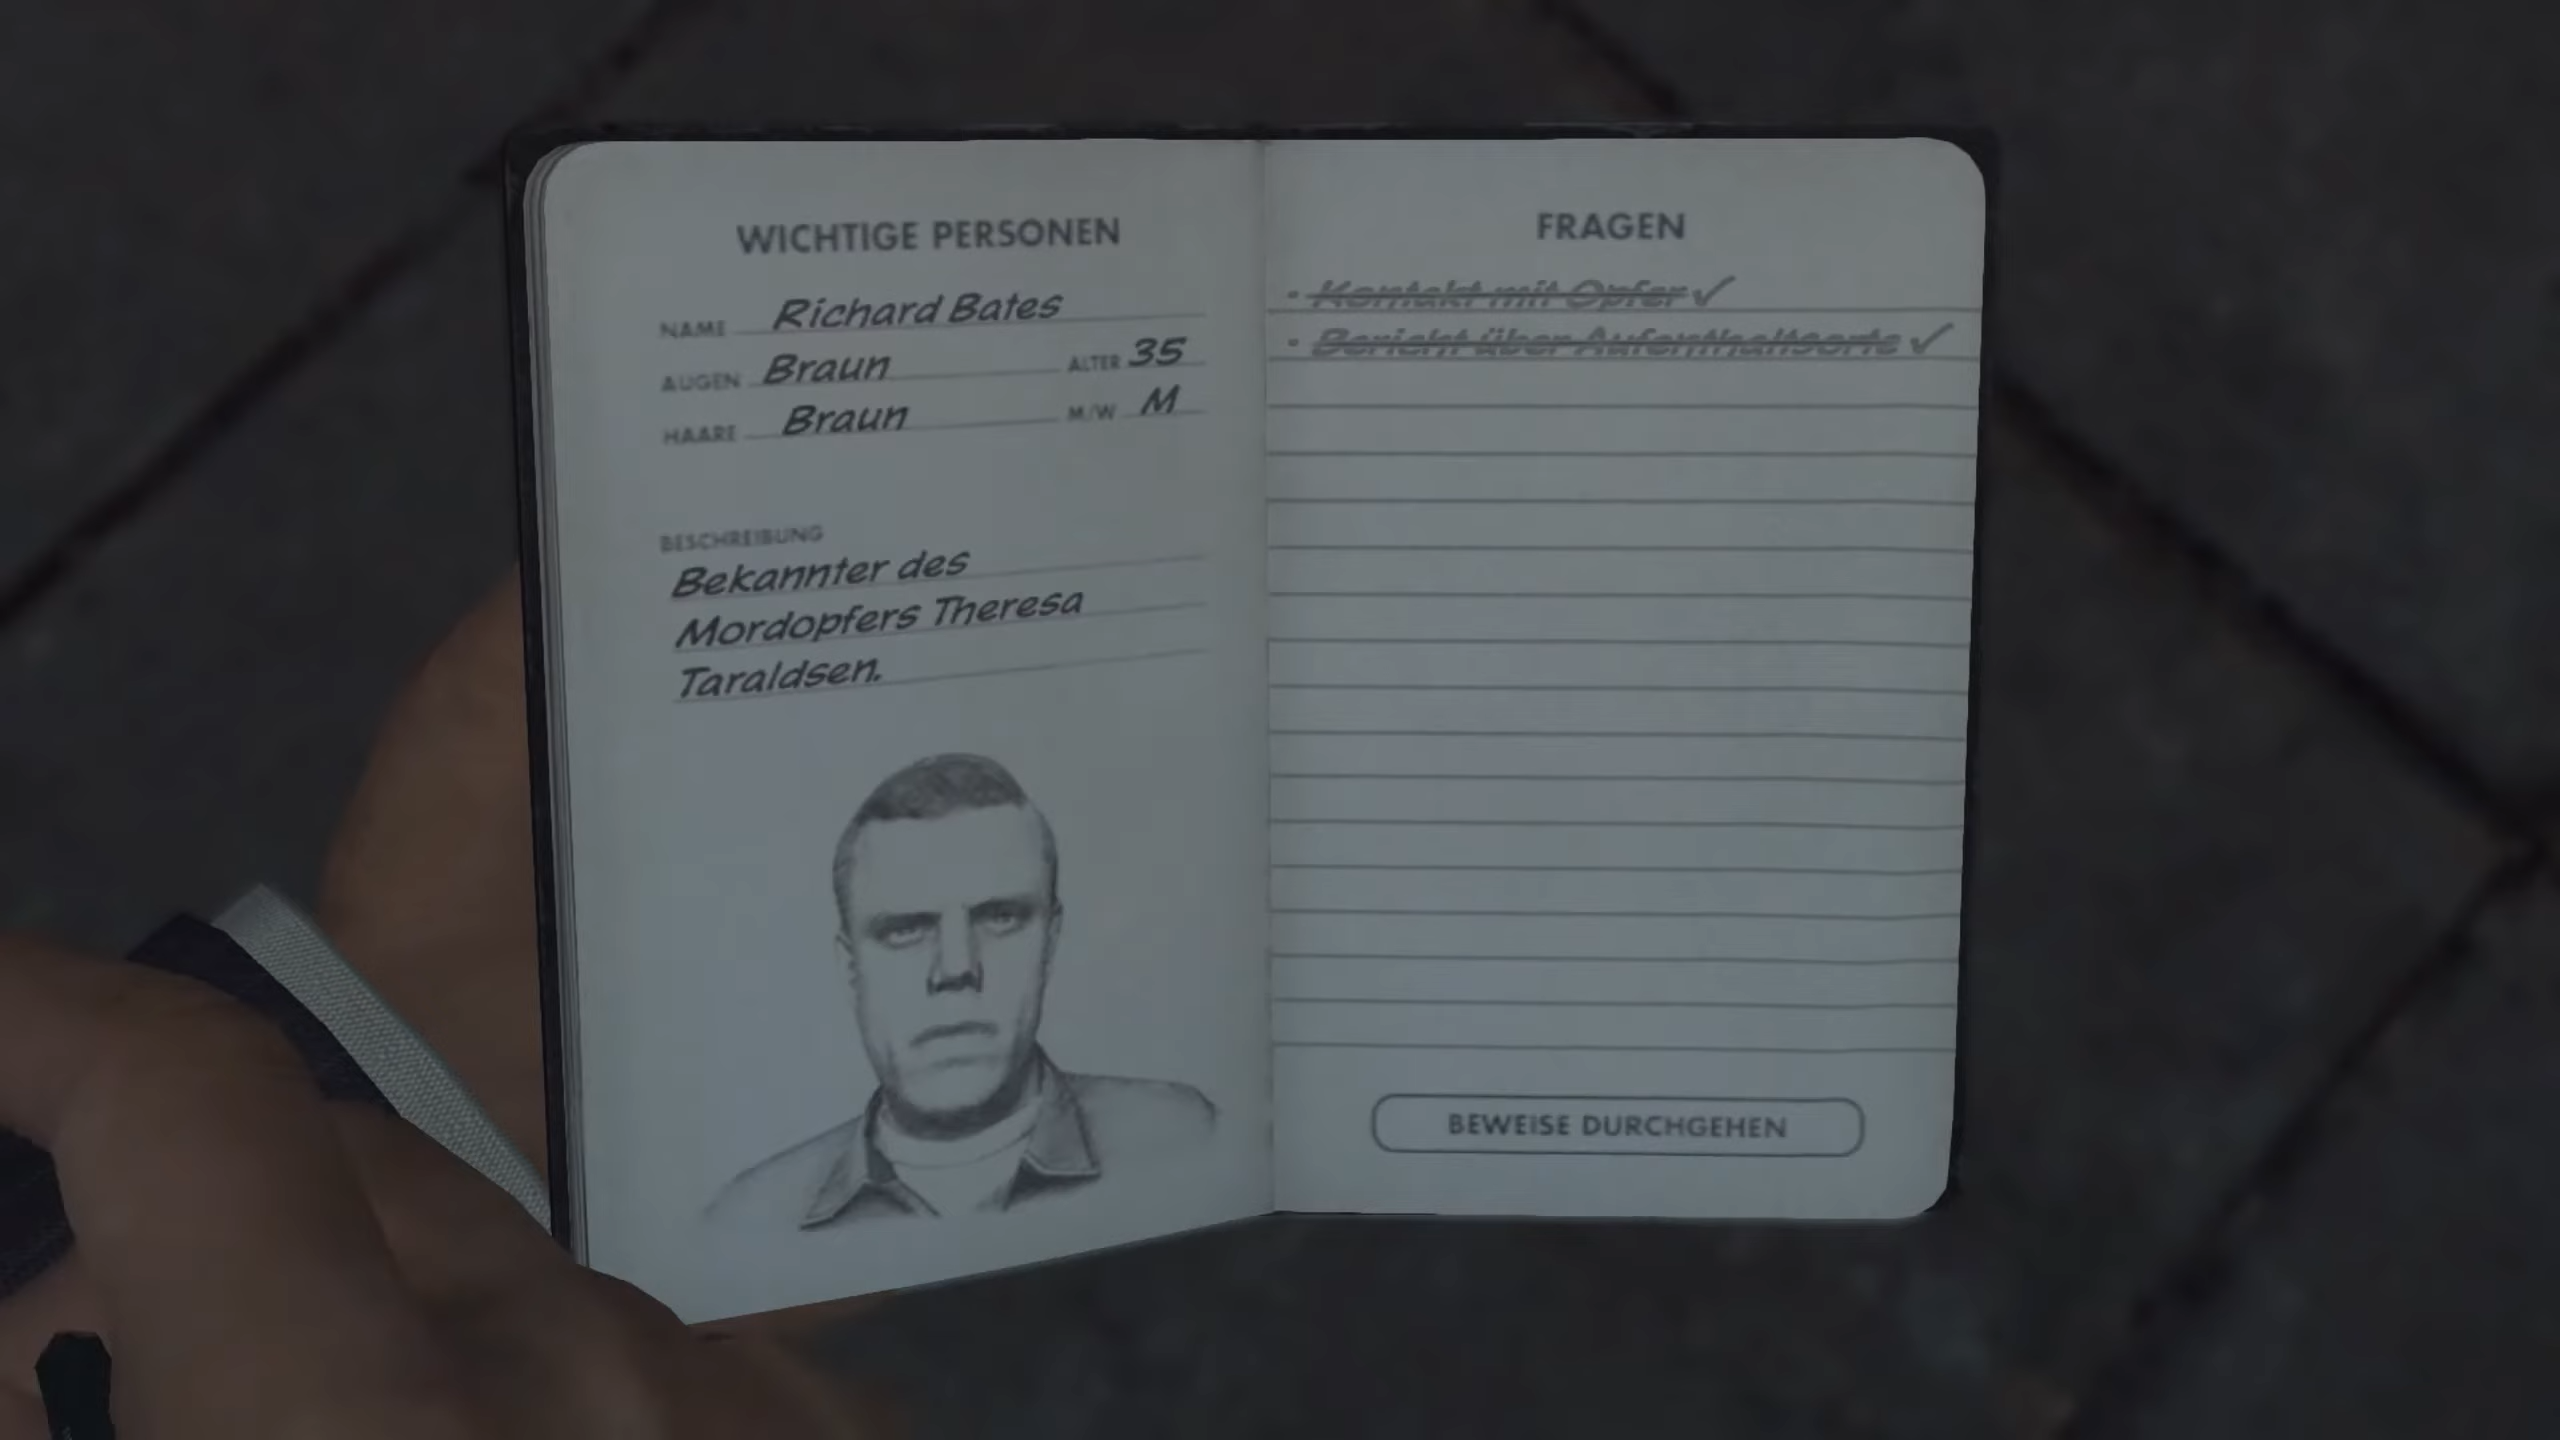 WICHTIGE PERSONEN
NAME Richard Bates
AUGEN Braun ALTER 35
HAARE Braun M/W M
BESCHREIBUNG
Bekannter des
Mordopfers Theresa
Taraldsen.
FRAGEN
· Kontakt mit Opfer ✓
· Bericht über Aufenthaltsorte ✓
BEWEISE DURCHGEHEN